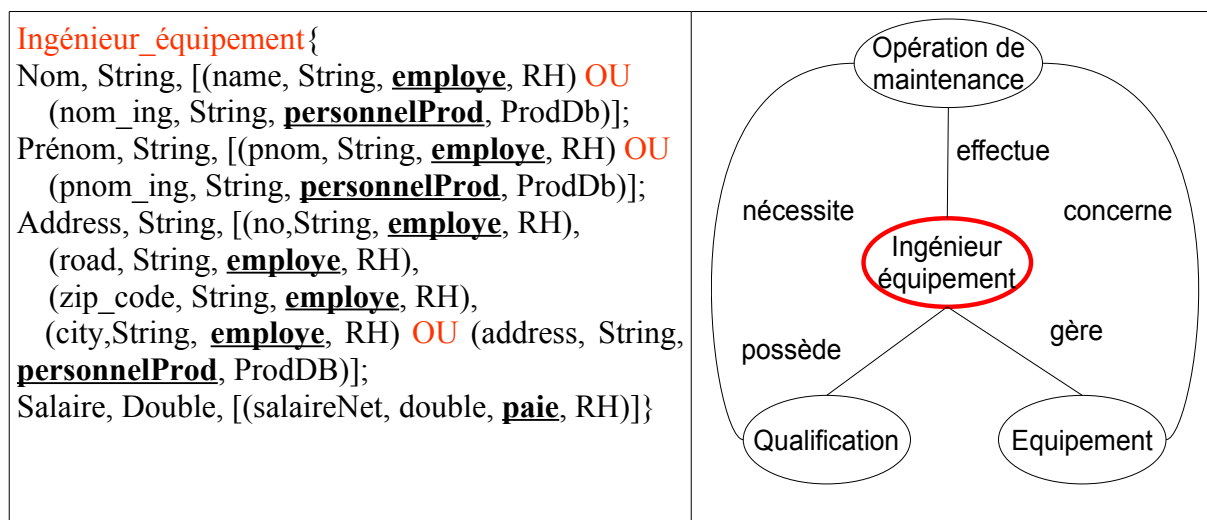 Ingénieur_équipement{
Nom, String, [(name, String, employe, RH) OU
(nom_ing, String, personnelProd, ProdDb)];
Prénom, String, [(pnom, String, employe, RH) OU
(pnom_ing, String, personnelProd, ProdDb)];
Address, String, [(no,String, employe, RH),
(road, String, employe, RH),
(zip_code, String, employe, RH),
(city,String, employe, RH) OU (address, String,
personnelProd, ProdDB)];
Salaire, Double, [(salaireNet, double, paie, RH)]}
Opération de
maintenance
effectue
nécessite
concerne
Ingénieur
équipement
possède
gère
Qualification
Equipement